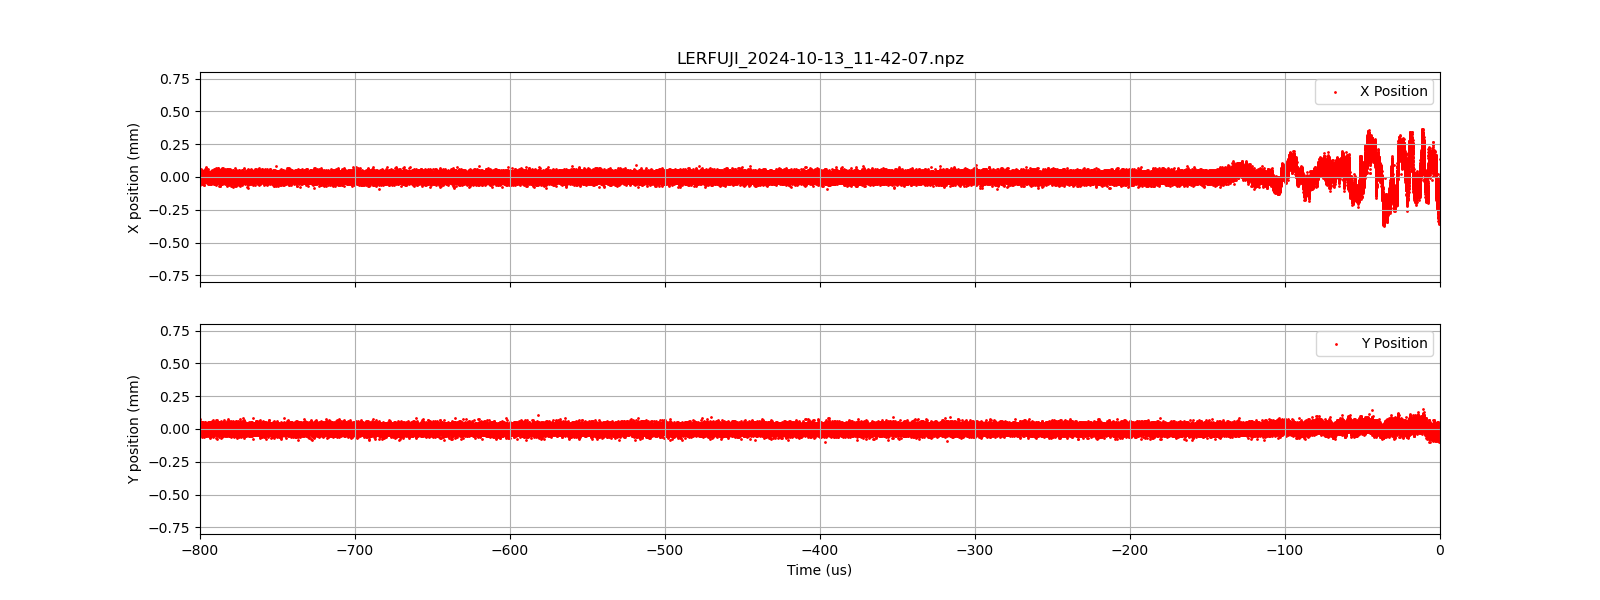 LERFUJI_2024-10-13_11-42-07.npz
0.75
0.50
0.25
0.00
−0.25
−0.50
−0.75
X position (mm)
X Position
0.75
0.50
0.25
0.00
−0.25
−0.50
−0.75
Y position (mm)
Y Position
−800 −700 −600 −500 −400 −300 −200 −100 0
Time (us)